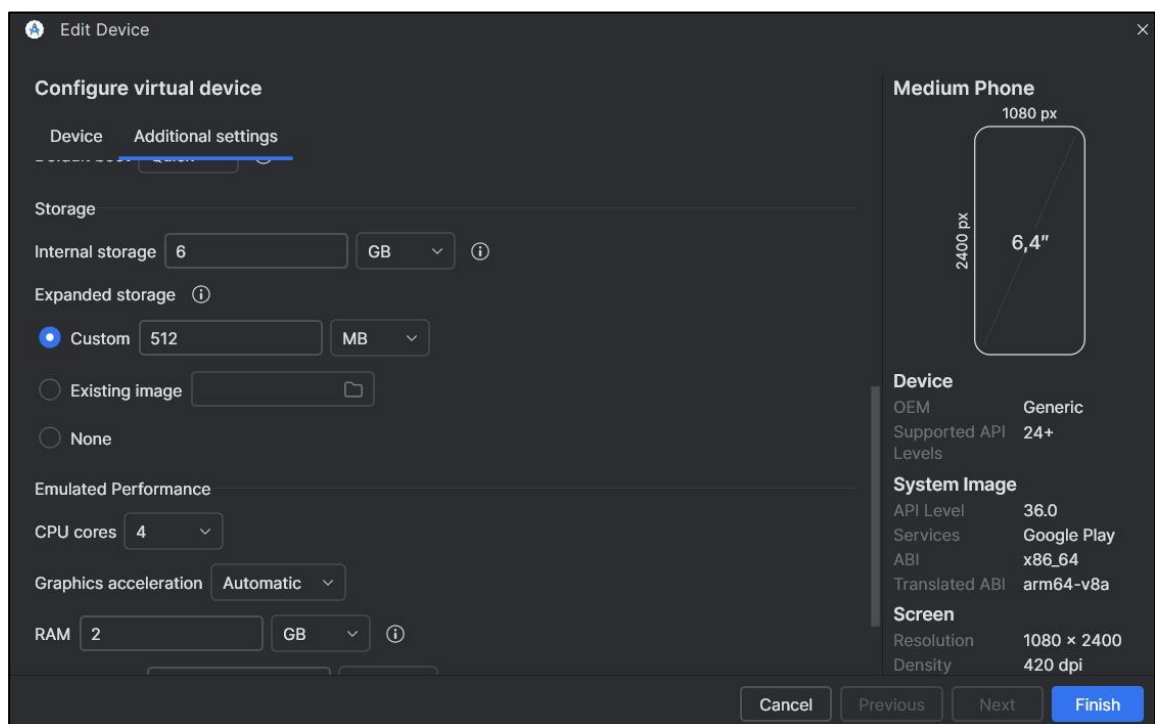 Edit Device
Configure virtual device
Device Additional settings
Storage
Internal storage 6 GB
Expanded storage
Custom 512 MB
Existing image
None
Emulated Performance
CPU cores 4
Graphics acceleration Automatic
RAM 2 GB
Medium Phone
1080 px
2400 px
6,4"
Device
OEM Generic
Supported API Levels 24+
System Image
API Level 36.0
Services Google Play
ABI x86_64
Translated ABI arm64-v8a
Screen
Resolution 1080 × 2400
Density 420 dpi
Cancel Previous Next Finish